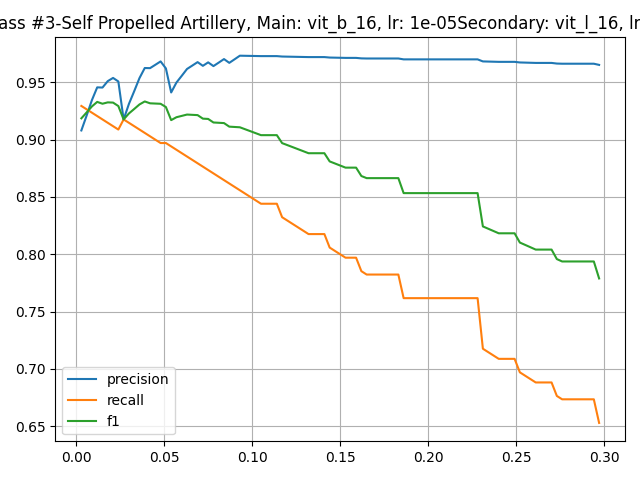 ass #3-Self Propelled Artillery, Main: vit_b_16, lr: 1e-05Secondary: vit_l_16, lr
0.95
0.90
0.85
0.80
0.75
0.70
0.65
precision
recall
f1
0.00 0.05 0.10 0.15 0.20 0.25 0.30